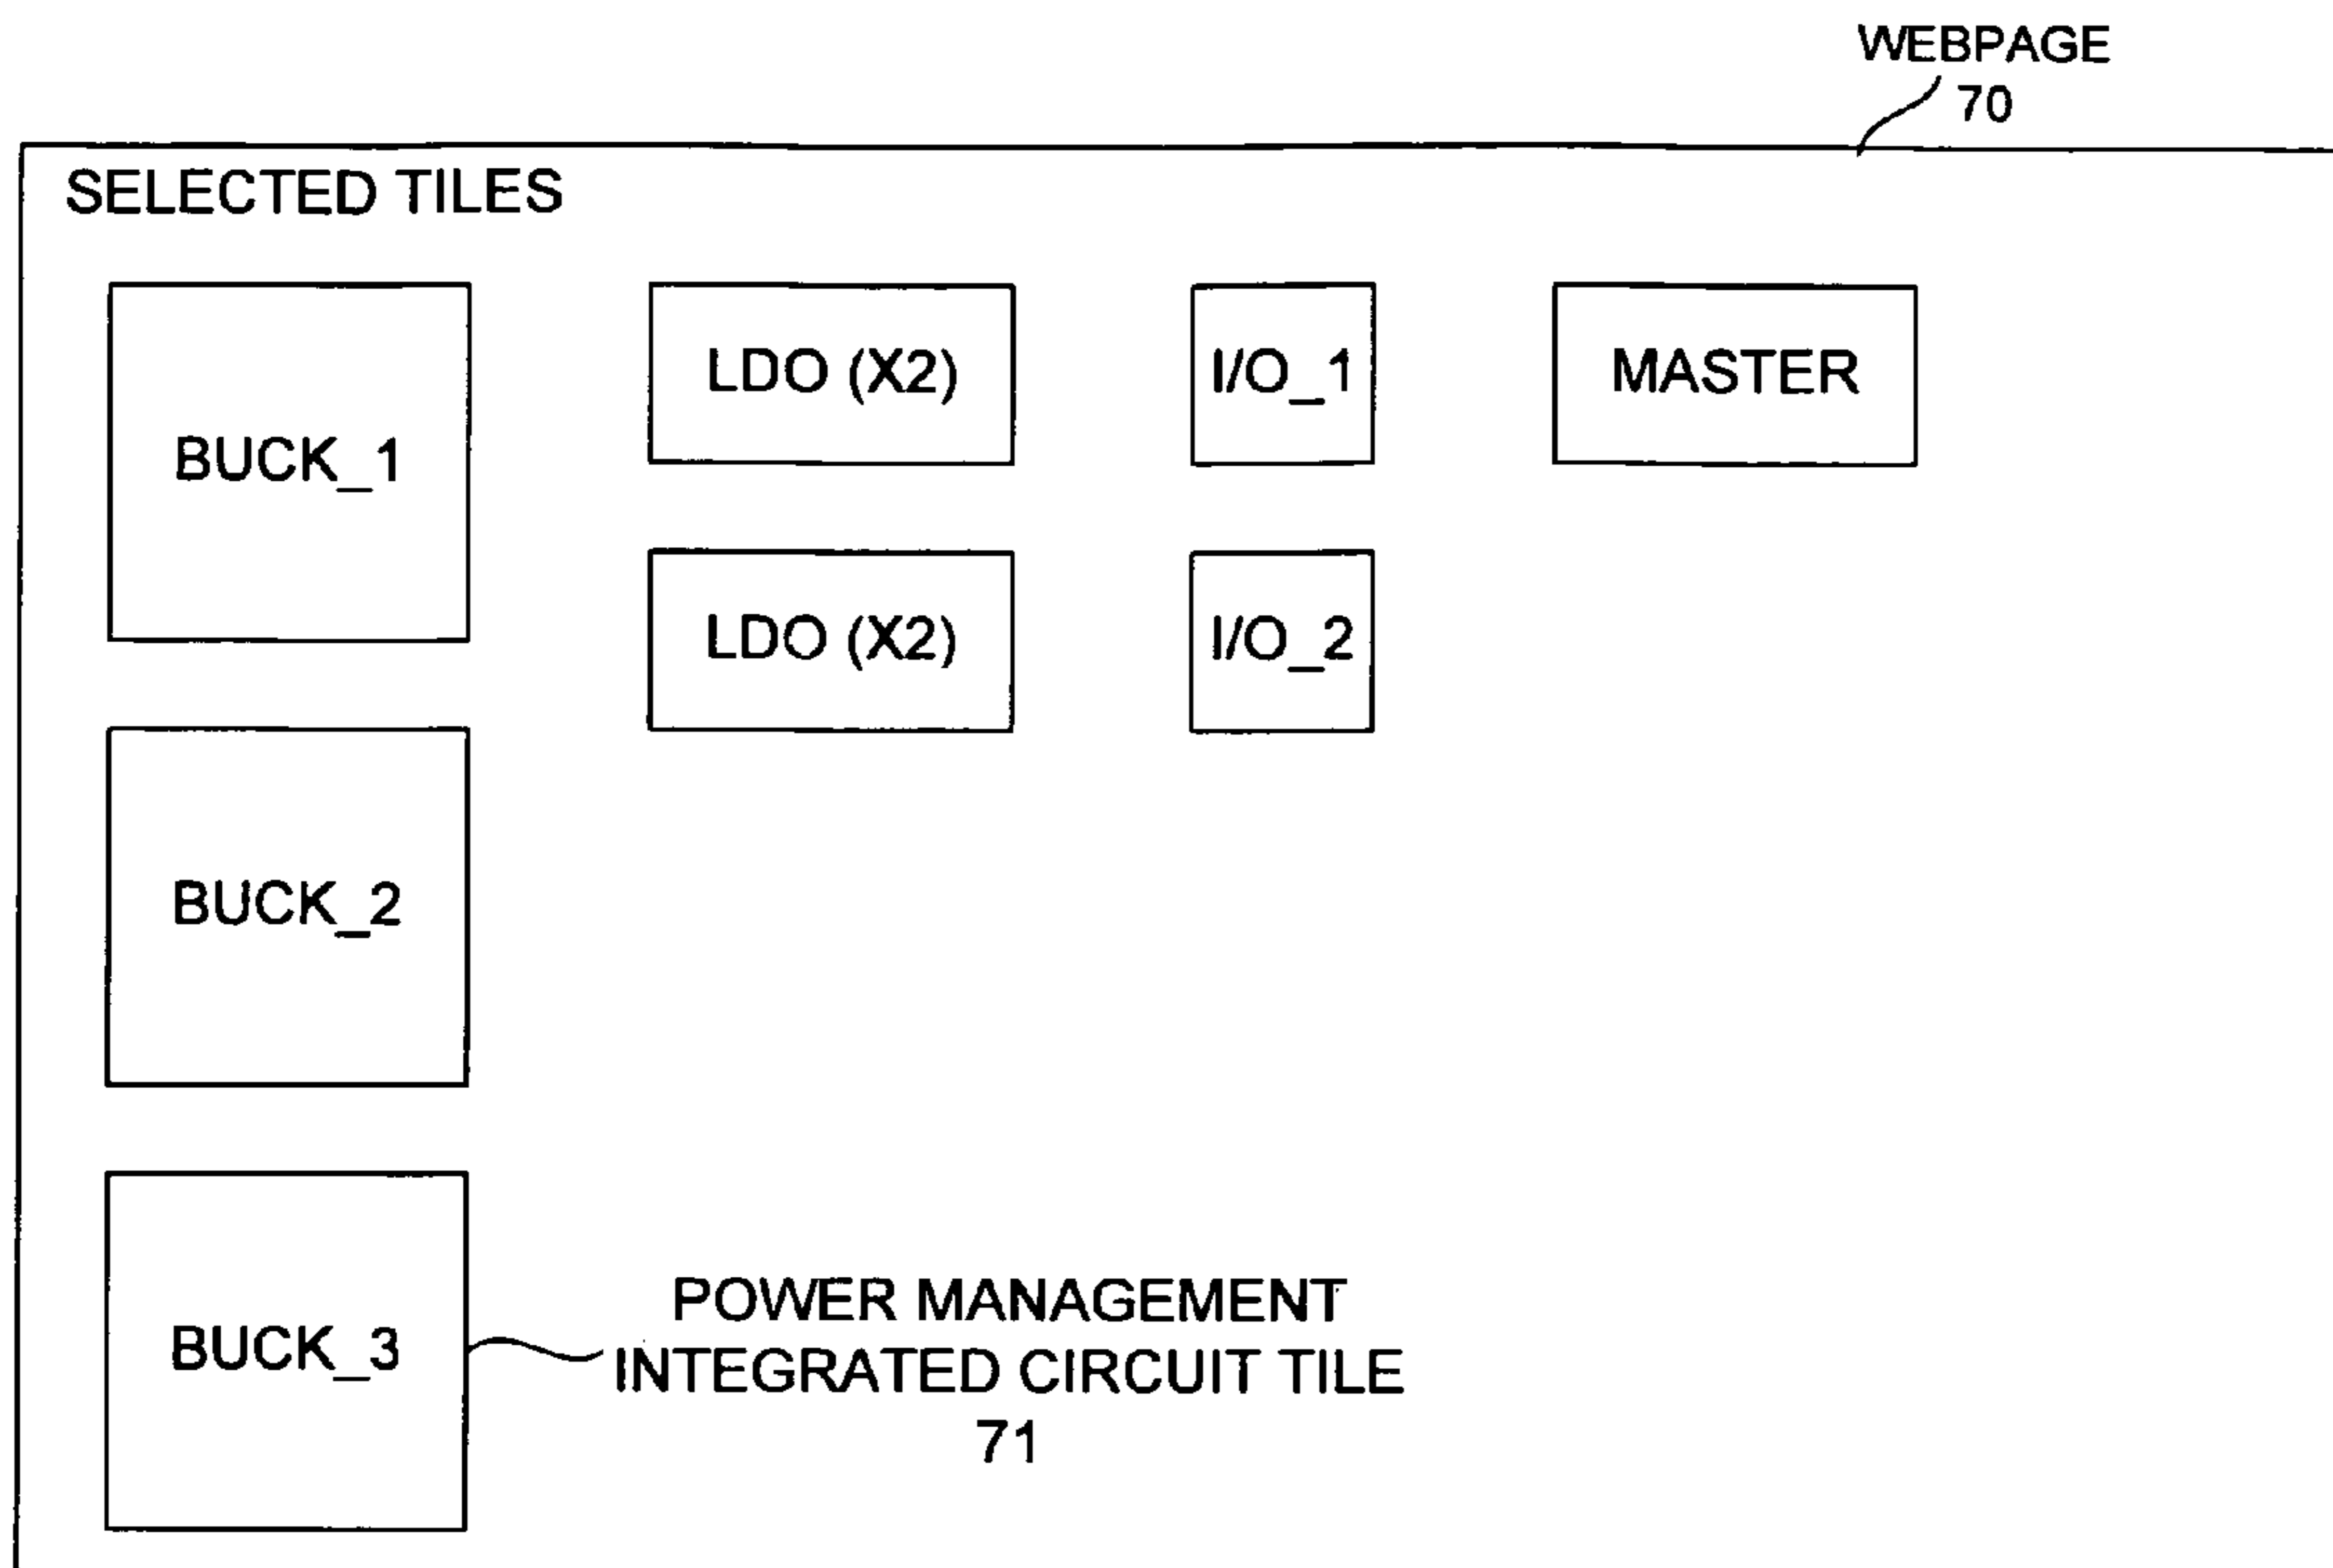 WEBPAGE
70
SELECTED TILES
BUCK_1
LDO (X2)
I/O_1
MASTER
LDO (X2)
I/O_2
BUCK_2
BUCK_3
POWER MANAGEMENT
INTEGRATED CIRCUIT TILE
71